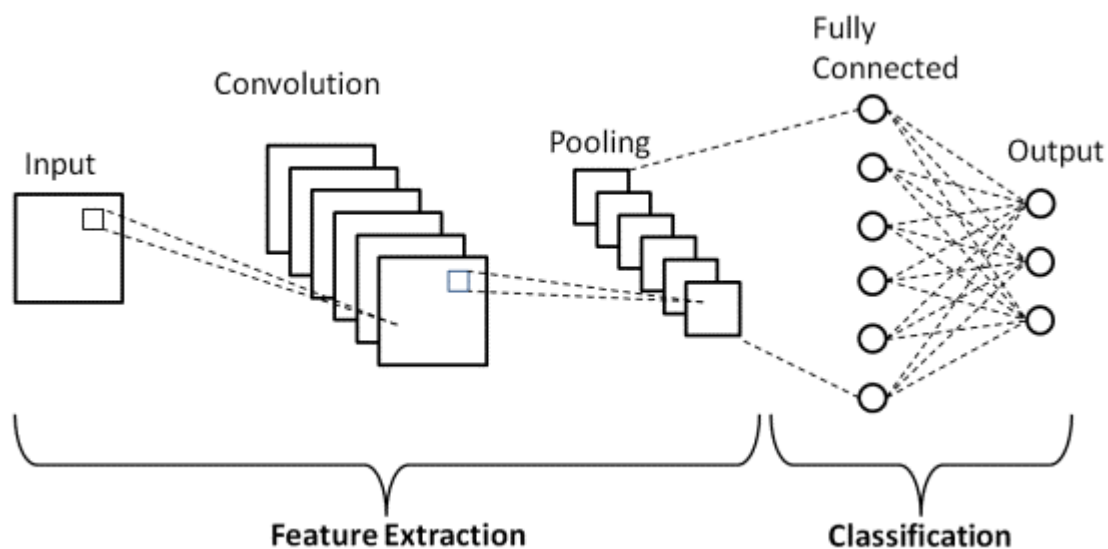 Input
Convolution
Pooling
Fully
Connected
Output
Feature Extraction
Classification